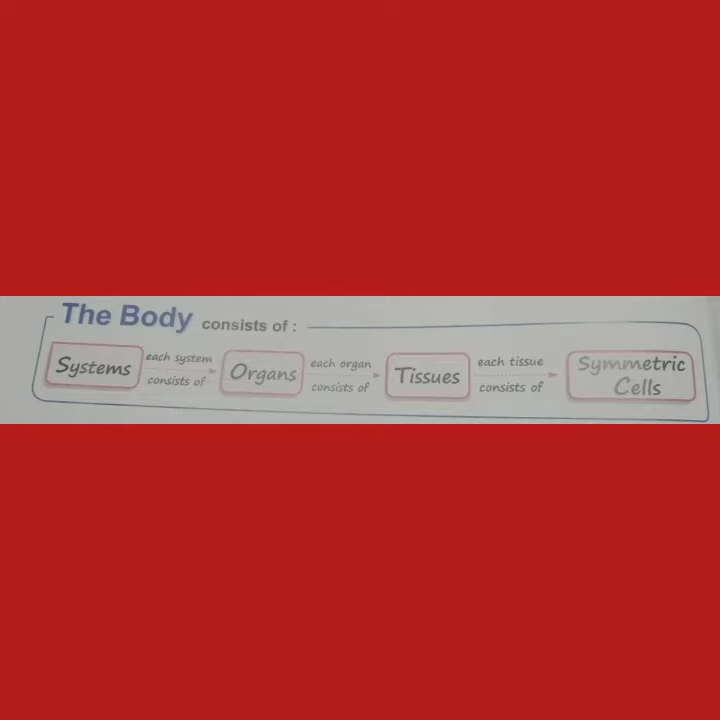 The Body consists of :
Systems
each system
consists of
Organs
each organ
consists of
Tissues
each tissue
consists of
Symmetric
Cells